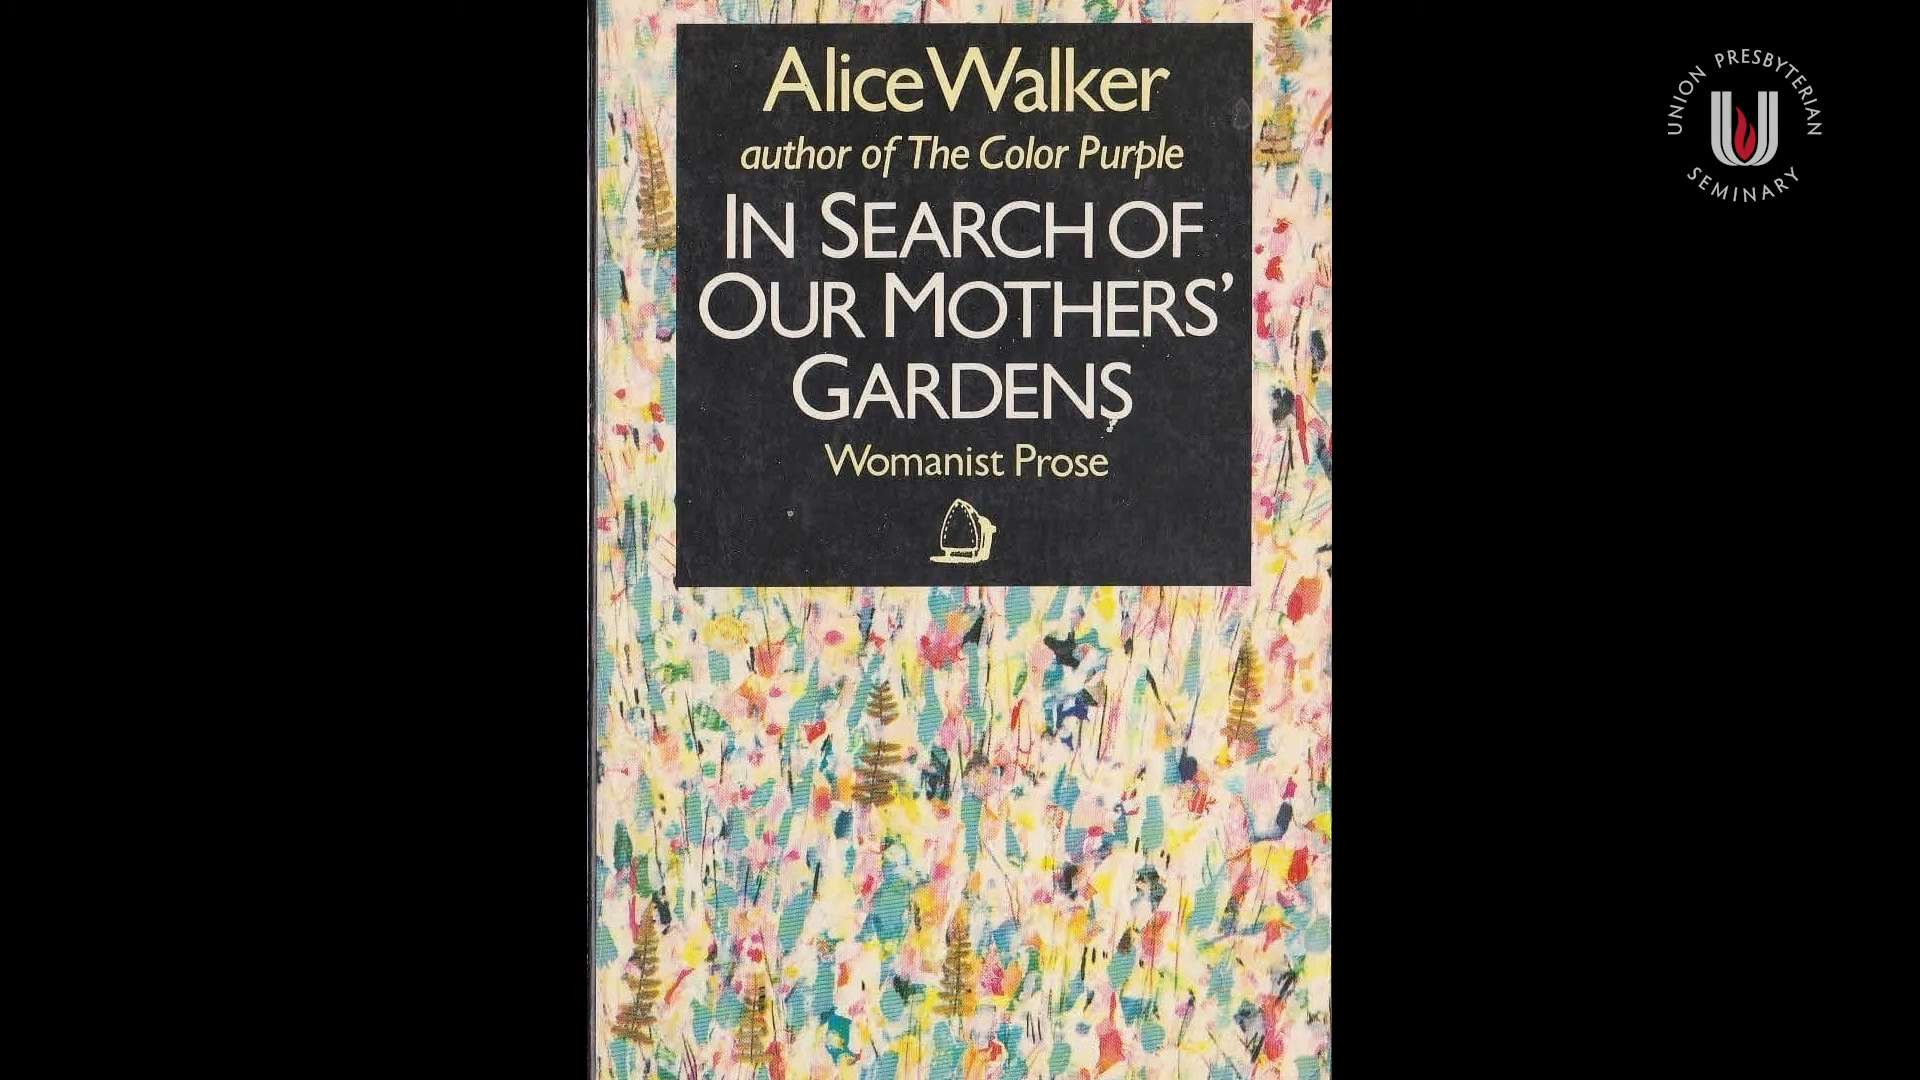 Alice Walker
author of The Color Purple
IN SEARCH OF
OUR MOTHERS'
GARDENS
Womanist Prose
UNION PRESBYTERIAN
SEMINARY